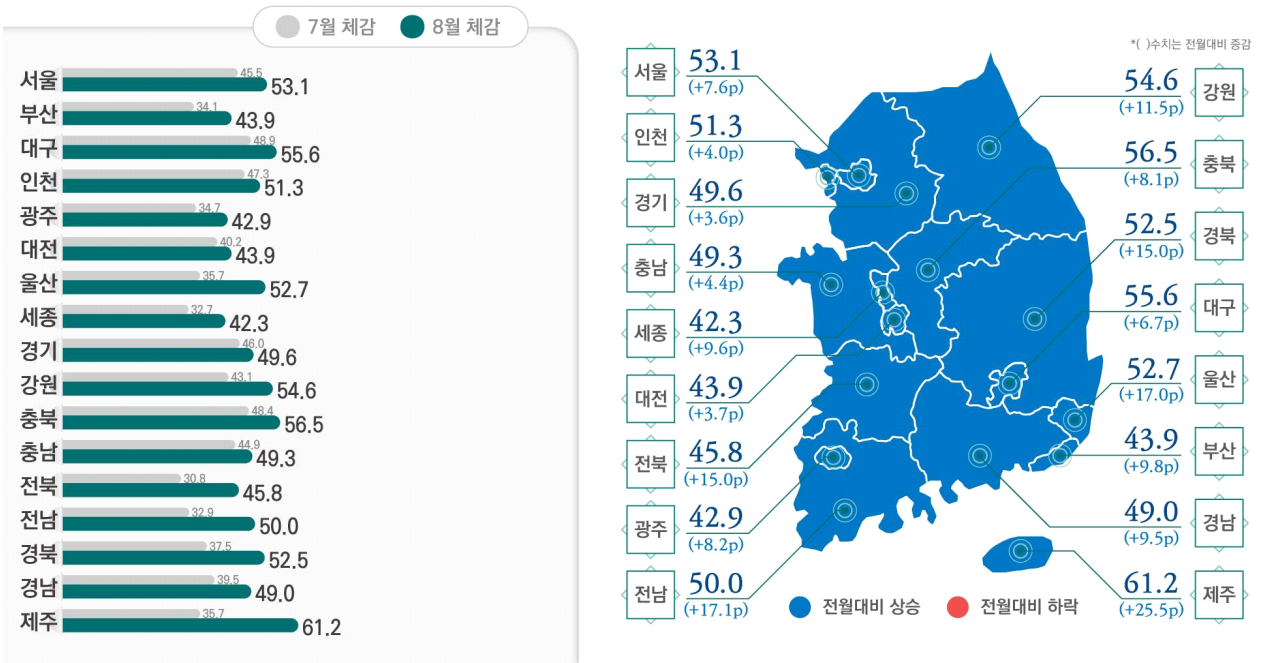 7월 체감 8월 체감
서울 45.5 53.1
부산 34.1 43.9
대구 48.9 55.6
인천 47.3 51.3
광주 34.7 42.9
대전 40.2 43.9
울산 35.7 52.7
세종 32.7 42.3
경기 46.0 49.6
강원 43.1 54.6
충북 48.4 56.5
충남 44.9 49.3
전북 30.8 45.8
전남 32.9 50.0
경북 37.5 52.5
경남 39.5 49.0
제주 35.7 61.2
*( )수치는 전월대비 증감
서울 53.1
(+7.6p)
인천 51.3
(+4.0p)
경기 49.6
(+3.6p)
충남 49.3
(+4.4p)
세종 42.3
(+9.6p)
대전 43.9
(+3.7p)
전북 45.8
(+15.0p)
광주 42.9
(+8.2p)
전남 50.0
(+17.1p)
54.6 강원
(+11.5p)
56.5 충북
(+8.1p)
52.5 경북
(+15.0p)
55.6 대구
(+6.7p)
52.7 울산
(+17.0p)
43.9 부산
(+9.8p)
49.0 경남
(+9.5p)
61.2 제주
(+25.5p)
전월대비 상승 전월대비 하락